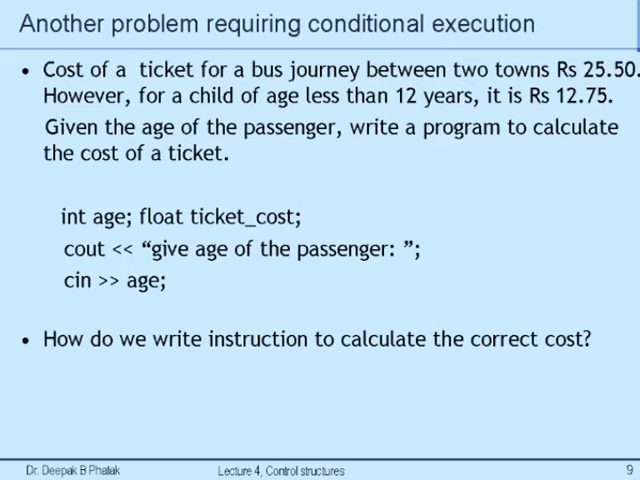 Another problem requiring conditional execution
• Cost of a ticket for a bus journey between two towns Rs 25.50.
However, for a child of age less than 12 years, it is Rs 12.75.
Given the age of the passenger, write a program to calculate
the cost of a ticket.
int age; float ticket_cost;
cout << “give age of the passenger: ”;
cin >> age;
• How do we write instruction to calculate the correct cost?
Dr. Deepak B Phatak Lecture 4, Control structures 9